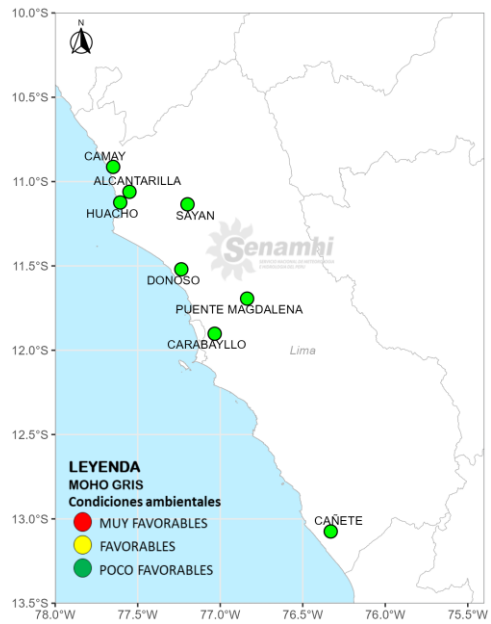 10.0°S
N
10.5°S
CAMAY
11.0°S
ALCANTARILLA
HUACHO
SAYAN
Senamhi
11.5°S
DONOSO
PUENTE MAGDALENA
12.0°S
CARABAYLLO
Lima
12.5°S
LEYENDA
MOHO GRIS
Condiciones ambientales
MUY FAVORABLES
FAVORABLES
POCO FAVORABLES
CAÑETE
13.0°S
13.5°S
78.0°W
77.5°W
77.0°W
76.5°W
76.0°W
75.5°W